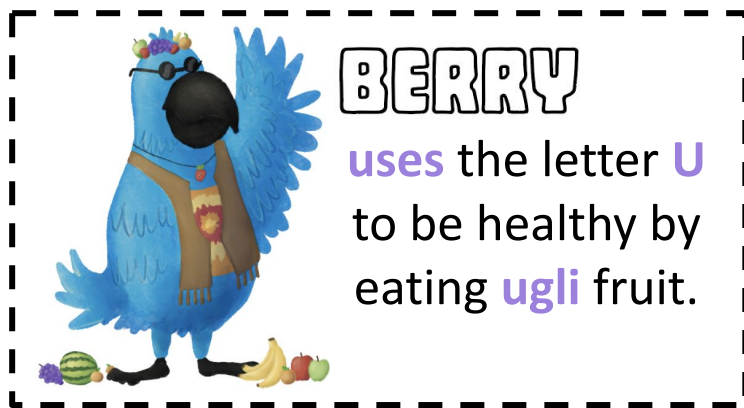 BERRY
uses the letter U
to be healthy by
eating ugli fruit.